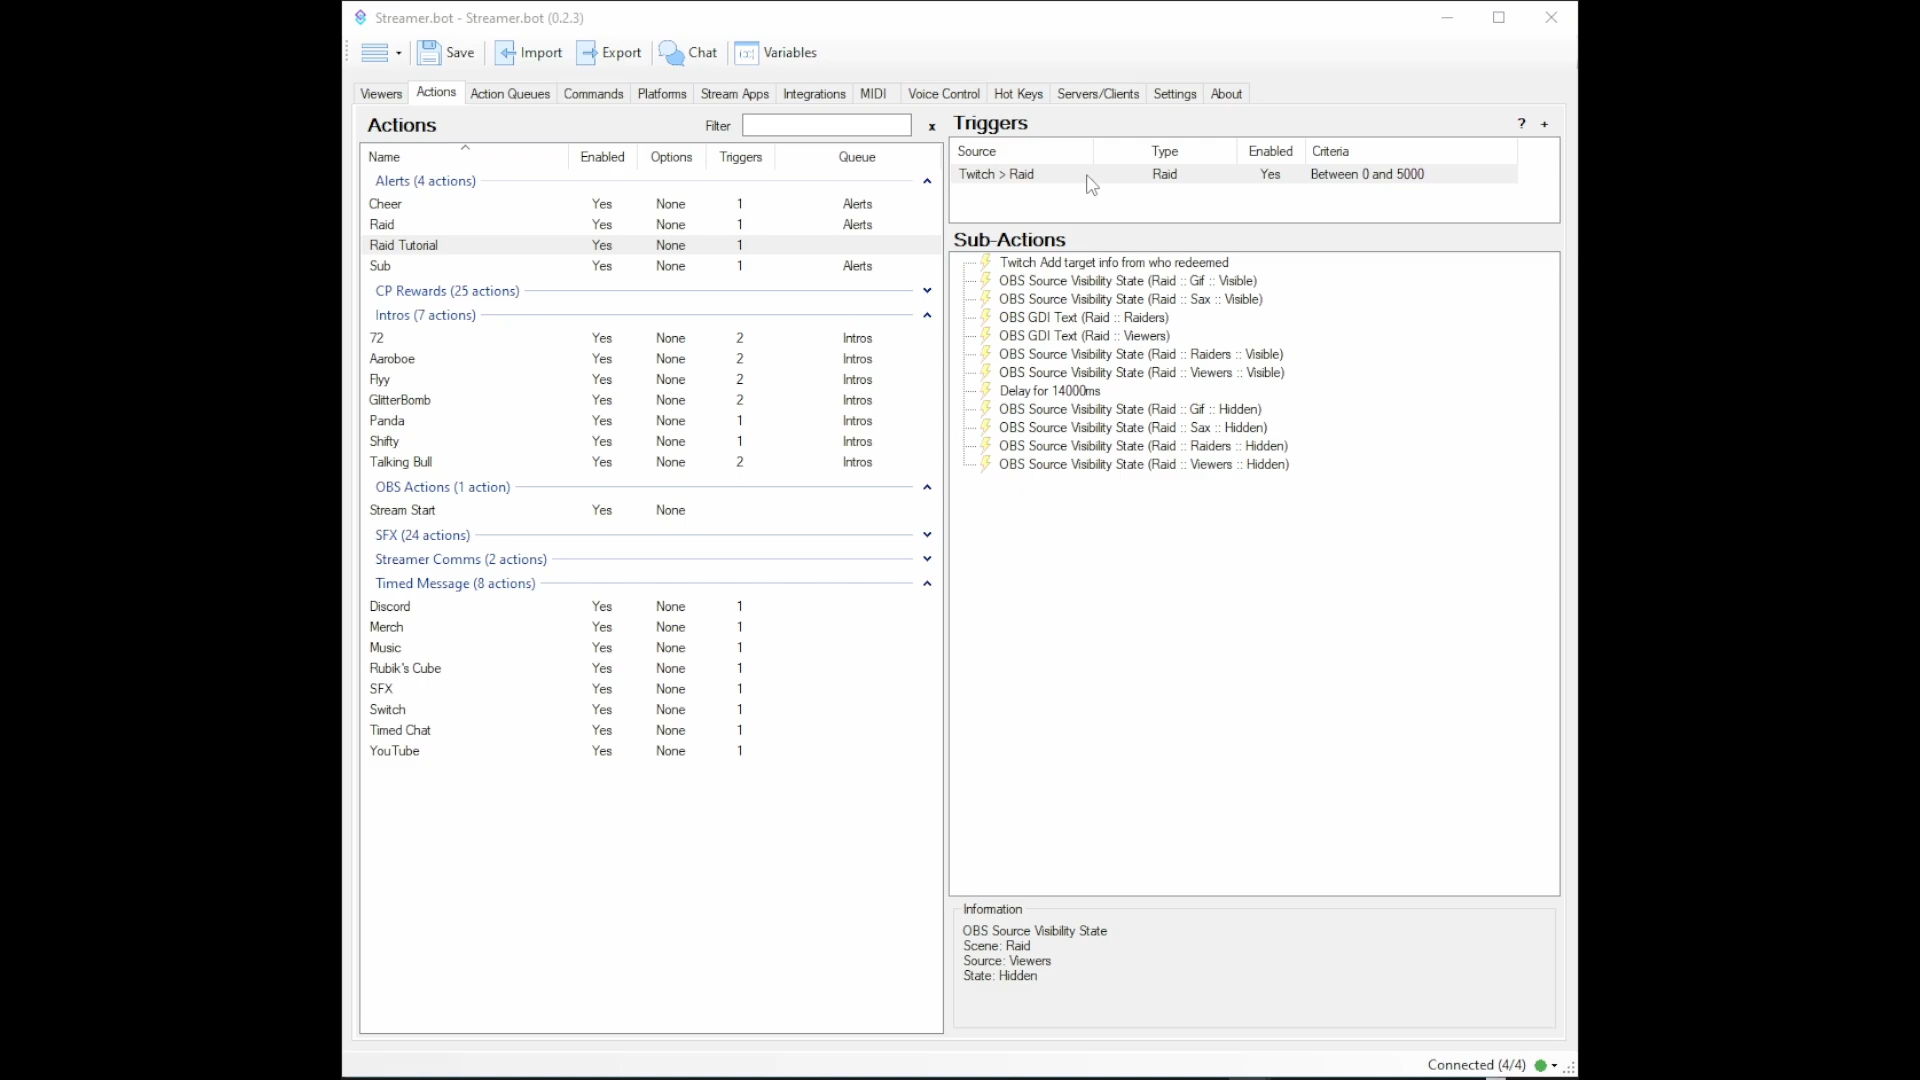 Streamer.bot - Streamer.bot (0.2.3)
Save Import Export Chat Variables
Viewers Actions Action Queues Commands Platforms Stream Apps Integrations MIDI Voice Control Hot Keys Servers/Clients Settings About
Actions Filter x
Name Enabled Options Triggers Queue
Alerts (4 actions)
Cheer Yes None 1 Alerts
Raid Yes None 1 Alerts
Raid Tutorial Yes None 1
Sub Yes None 1 Alerts
CP Rewards (25 actions)
Intros (7 actions)
72 Yes None 2 Intros
Aaroboe Yes None 2 Intros
Flyy Yes None 2 Intros
GlitterBomb Yes None 2 Intros
Panda Yes None 1 Intros
Shifty Yes None 1 Intros
Talking Bull Yes None 2 Intros
OBS Actions (1 action)
Stream Start Yes None
SFX (24 actions)
Streamer Comms (2 actions)
Timed Message (8 actions)
Discord Yes None 1
Merch Yes None 1
Music Yes None 1
Rubik's Cube Yes None 1
SFX Yes None 1
Switch Yes None 1
Timed Chat Yes None 1
YouTube Yes None 1
Triggers ? +
Source Type Enabled Criteria
Twitch > Raid Raid Yes Between 0 and 5000
Sub-Actions
Twitch Add target info from who redeemed
OBS Source Visibility State (Raid :: Gif :: Visible)
OBS Source Visibility State (Raid :: Sax :: Visible)
OBS GDI Text (Raid :: Raiders)
OBS GDI Text (Raid :: Viewers)
OBS Source Visibility State (Raid :: Raiders :: Visible)
OBS Source Visibility State (Raid :: Viewers :: Visible)
Delay for 14000ms
OBS Source Visibility State (Raid :: Gif :: Hidden)
OBS Source Visibility State (Raid :: Sax :: Hidden)
OBS Source Visibility State (Raid :: Raiders :: Hidden)
OBS Source Visibility State (Raid :: Viewers :: Hidden)
Information
OBS Source Visibility State
Scene: Raid
Source: Viewers
State: Hidden
Connected (4/4)